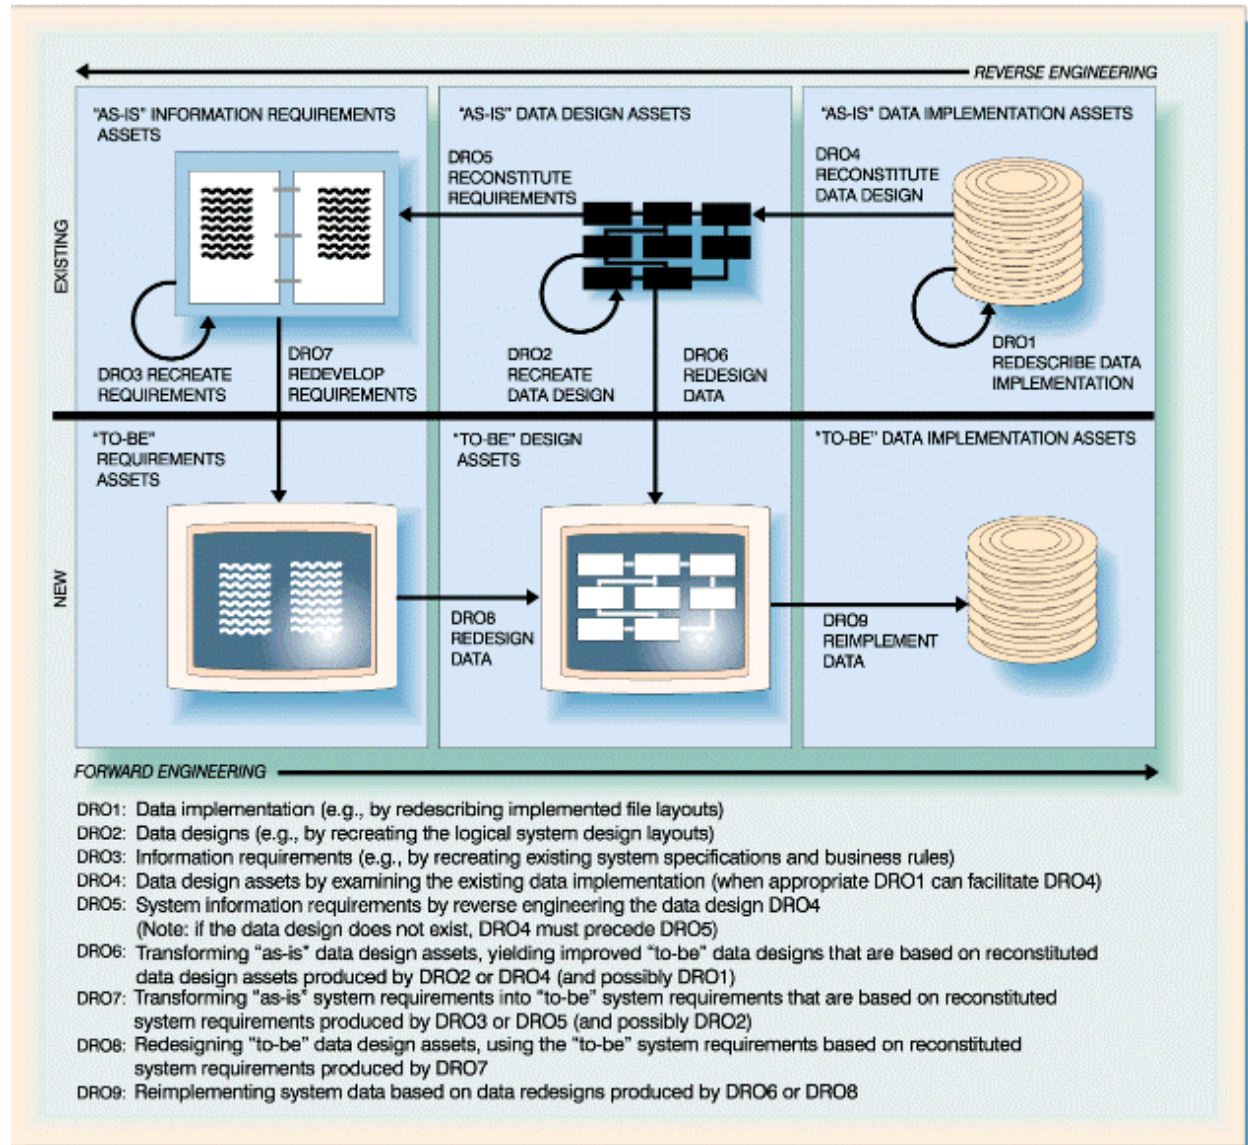 REVERSE ENGINEERING
"AS-IS" INFORMATION REQUIREMENTS
ASSETS
"AS-IS" DATA DESIGN ASSETS
"AS-IS" DATA IMPLEMENTATION ASSETS
DRO5
RECONSTITUTE
REQUIREMENTS
DRO4
RECONSTITUTE
DATA DESIGN
EXISTING
DRO3 RECREATE
REQUIREMENTS
DRO7
REDEVELOP
REQUIREMENTS
DRO2
RECREATE
DATA DESIGN
DRO6
REDESIGN
DATA
DRO1
REDESCRIBE DATA
IMPLEMENTATION
"TO-BE"
REQUIREMENTS
ASSETS
"TO-BE" DESIGN
ASSETS
"TO-BE" DATA IMPLEMENTATION ASSETS
NEW
DRO8
REDESIGN
DATA
DRO9
REIMPLEMENT
DATA
FORWARD ENGINEERING
DRO1: Data implementation (e.g., by redescribing implemented file layouts)
DRO2: Data designs (e.g., by recreating the logical system design layouts)
DRO3: Information requirements (e.g., by recreating existing system specifications and business rules)
DRO4: Data design assets by examining the existing data implementation (when appropriate DRO1 can facilitate DRO4)
DRO5: System information requirements by reverse engineering the data design DRO4
(Note: if the data design does not exist, DRO4 must precede DRO5)
DRO6: Transforming "as-is" data design assets, yielding improved "to-be" data designs that are based on reconstituted
data design assets produced by DRO2 or DRO4 (and possibly DRO1)
DRO7: Transforming "as-is" system requirements into "to-be" system requirements that are based on reconstituted
system requirements produced by DRO3 or DRO5 (and possibly DRO2)
DRO8: Redesigning "to-be" data design assets, using the "to-be" system requirements based on reconstituted
system requirements produced by DRO7
DRO9: Reimplementing system data based on data redesigns produced by DRO6 or DRO8